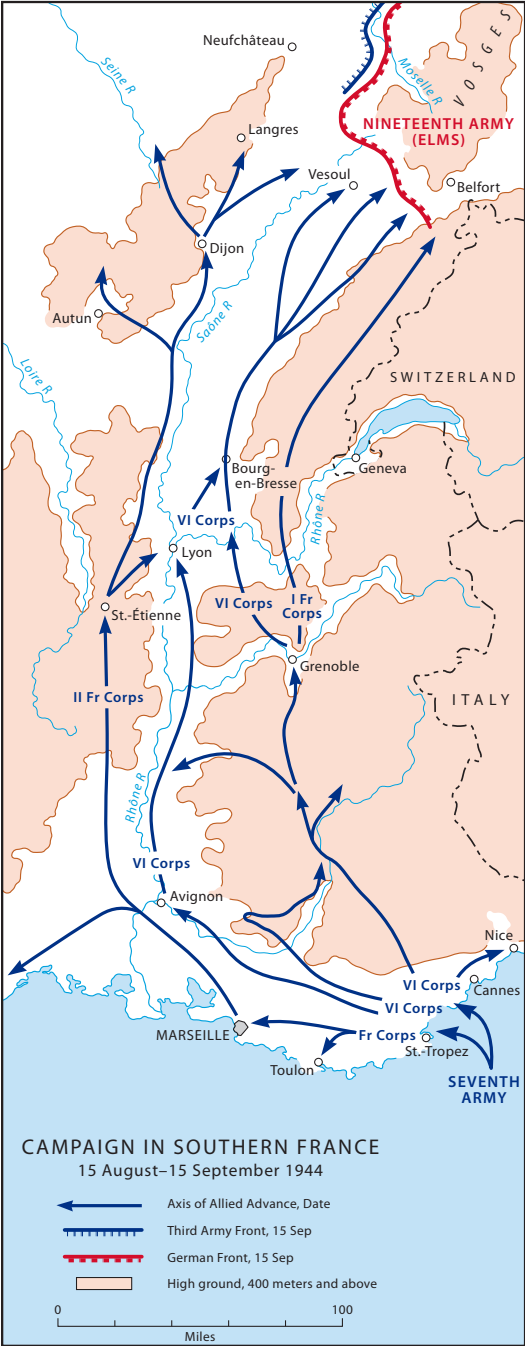 Neufchâteau
Seine R
Moselle R
VOSGES
Langres
NINETEENTH ARMY
(ELMS)
Vesoul
Belfort
Dijon
Saône R
Autun
Loire R
SWITZERLAND
Bourg-
en-Bresse
Geneva
Rhône R
VI Corps
Lyon
VI Corps
I Fr
Corps
St.-Étienne
Grenoble
II Fr Corps
ITALY
Rhône R
VI Corps
Avignon
Nice
VI Corps
Cannes
VI Corps
MARSEILLE
Fr Corps
St.-Tropez
Toulon
SEVENTH
ARMY
CAMPAIGN IN SOUTHERN FRANCE
15 August–15 September 1944
Axis of Allied Advance, Date
Third Army Front, 15 Sep
German Front, 15 Sep
High ground, 400 meters and above
0 100
Miles